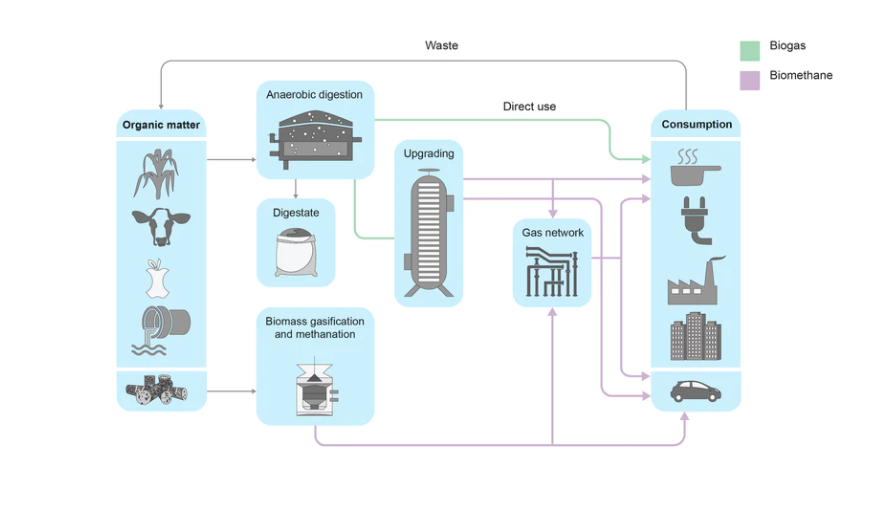 Waste
Biogas
Biomethane
Anaerobic digestion
Direct use
Organic matter
Consumption
Upgrading
Digestate
Gas network
Biomass gasification
and methanation